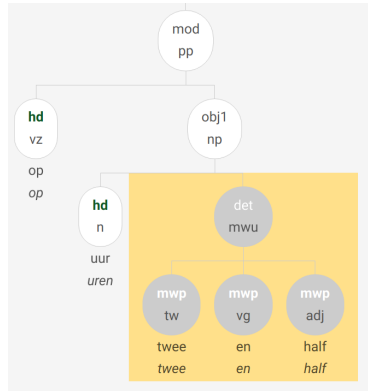 mod
pp
hd
vz
obj1
np
op
op
hd
n
det
mwu
uur
uren
mwp
tw
mwp
vg
mwp
adj
twee
en
half
twee
en
half